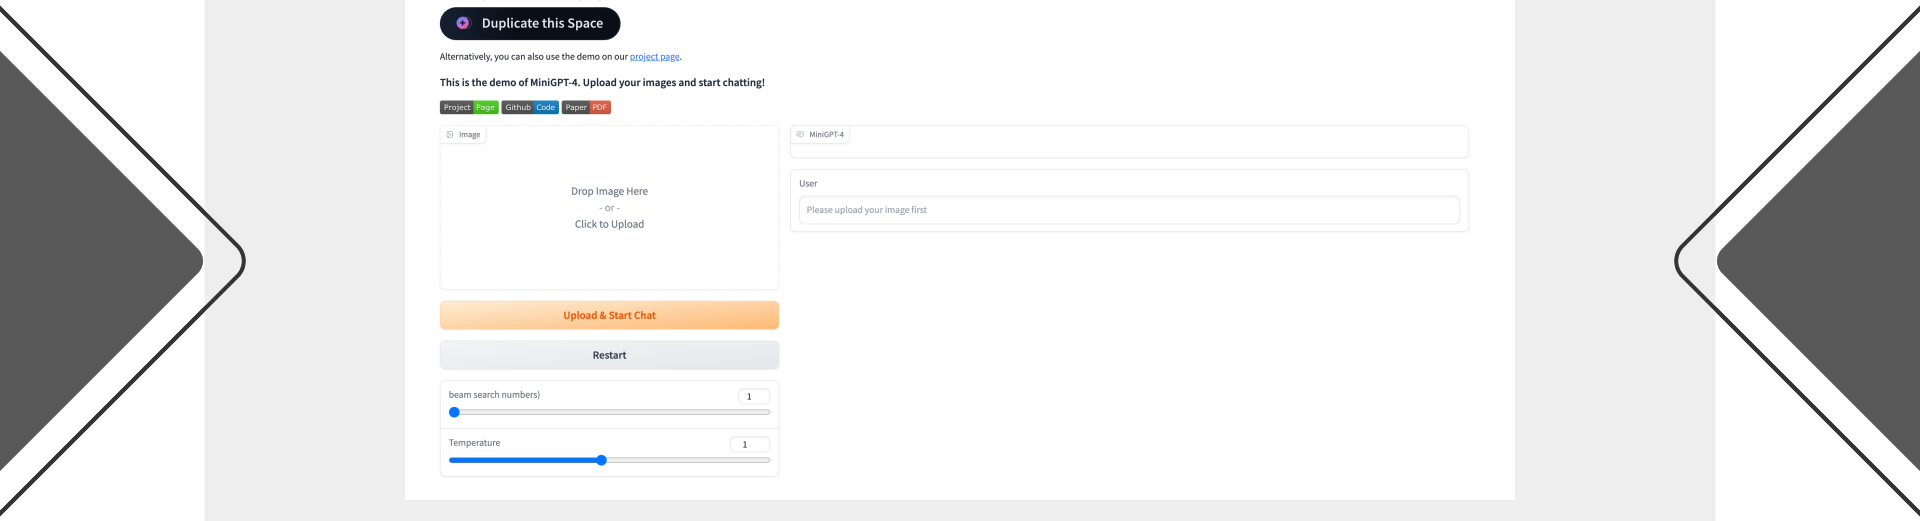 Duplicate this Space
Alternatively, you can also use the demo on our project page.
This is the demo of MiniGPT-4. Upload your images and start chatting!
Project Page Github Code Paper PDF
Image
Drop Image Here
- or -
Click to Upload
Upload & Start Chat
Restart
beam search numbers) 1
Temperature 1
MiniGPT-4
User
Please upload your image first